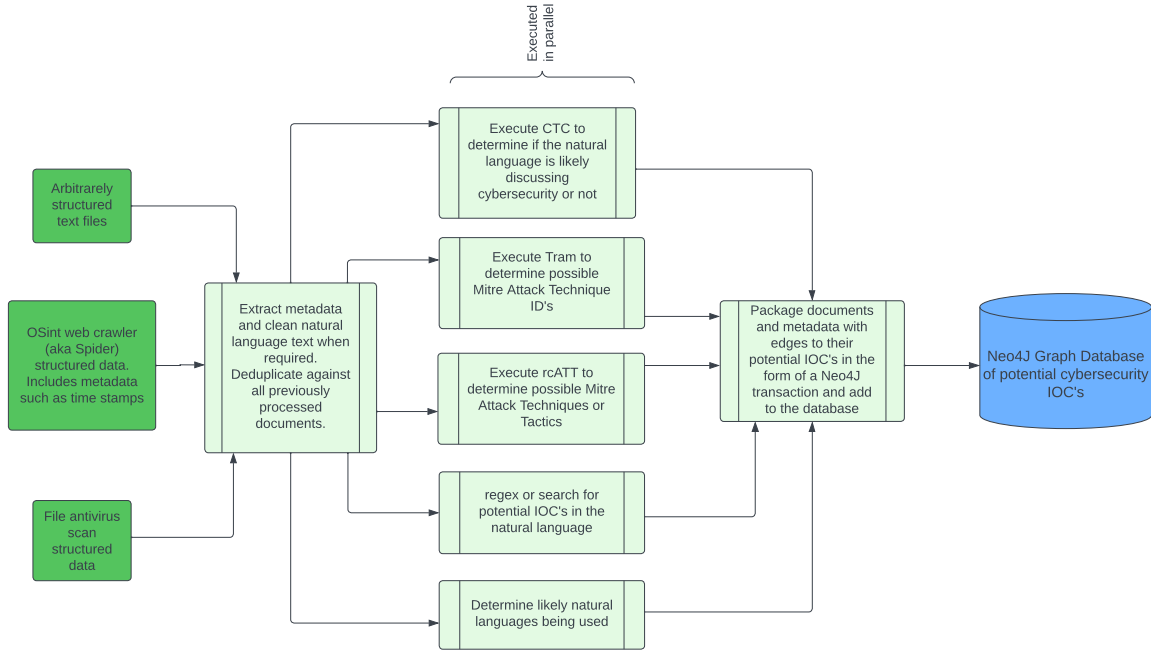 Executed
in parallel
Arbitrarely
structured
text files
OSint web crawler
(aka Spider)
structured data.
Includes metadata
such as time stamps
File antivirus
scan
structured
data
Extract metadata
and clean natural
language text when
required.
Deduplicate against
all previously
processed
documents.
Execute CTC to
determine if the natural
language is likely
discussing
cybersecurity or not
Execute Tram to
determine possible
Mitre Attack Technique
ID's
Execute rcATT to
determine possible Mitre
Attack Techniques or
Tactics
regex or search for
potential IOC's in the
natural language
Determine likely natural
languages being used
Package documents
and metadata with
edges to their
potential IOC's in the
form of a Neo4J
transaction and add
to the database
Neo4J Graph Database
of potential cybersecurity
IOC's